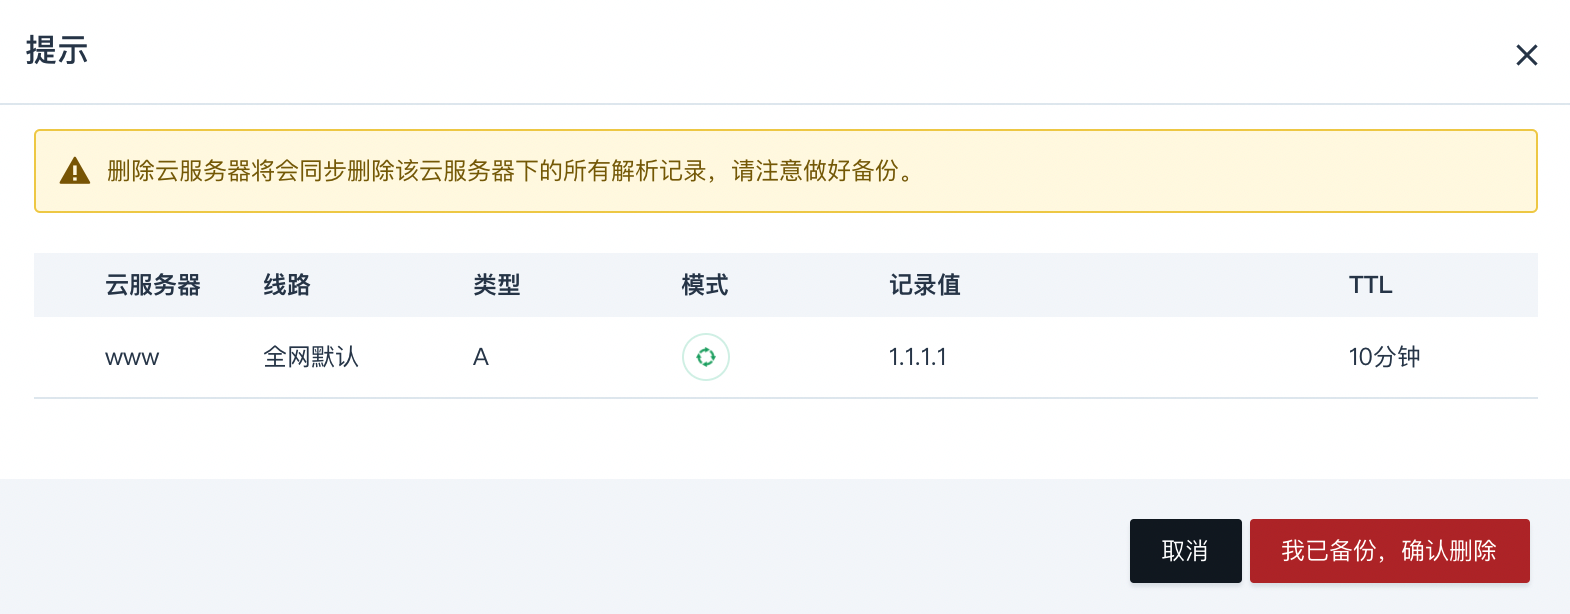 提示
删除云服务器将会同步删除该云服务器下的所有解析记录，请注意做好备份。
云服务器 线路 类型 模式 记录值 TTL
www 全网默认 A 1.1.1.1 10分钟
取消 我已备份，确认删除